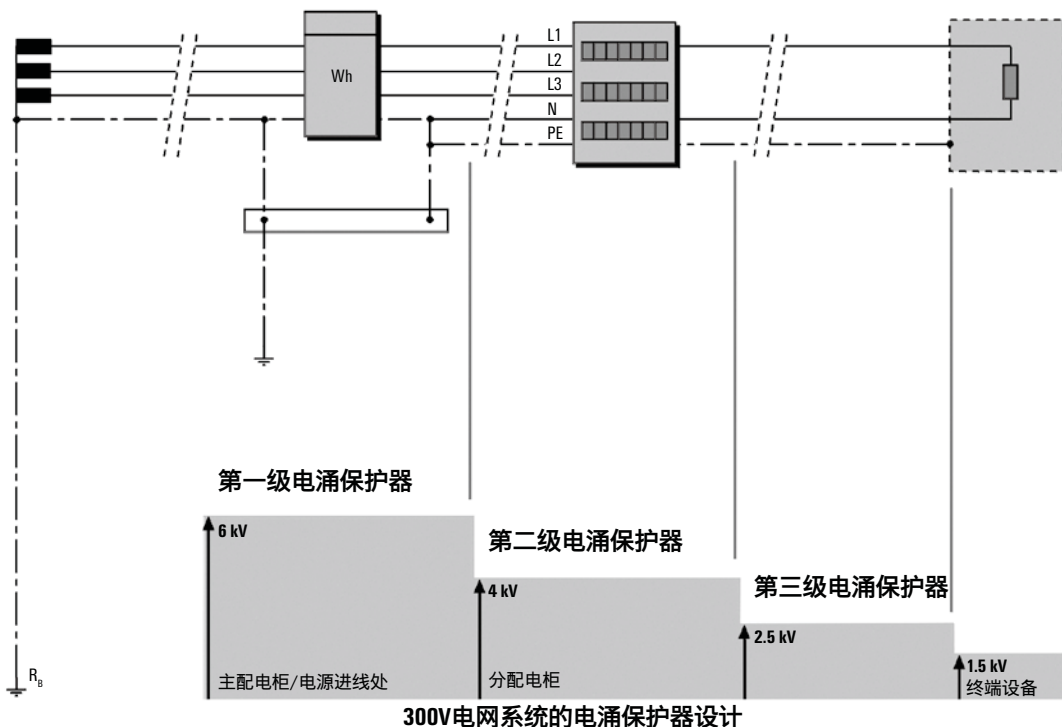 L1
L2
Wh
L3
N
PE
第一级电涌保护器
6 kV
第二级电涌保护器
4 kV
第三级电涌保护器
2.5 kV
1.5 kV
R_B
主配电柜/电源进线处
分配电柜
终端设备
300V电网系统的电涌保护器设计